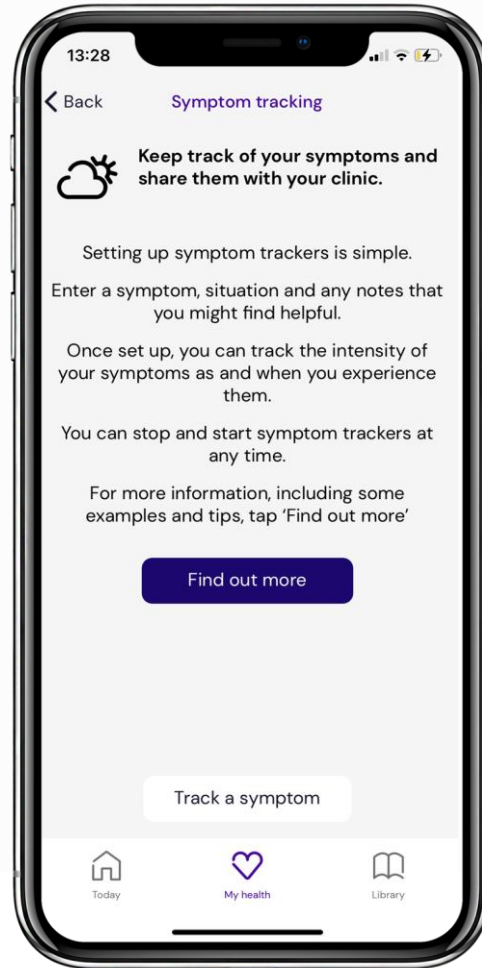 13:28
Back
Symptom tracking
Keep track of your symptoms and
share them with your clinic.
Setting up symptom trackers is simple.
Enter a symptom, situation and any notes that
you might find helpful.
Once set up, you can track the intensity of
your symptoms as and when you experience
them.
You can stop and start symptom trackers at
any time.
For more information, including some
examples and tips, tap ‘Find out more’
Find out more
Track a symptom
Today
My health
Library